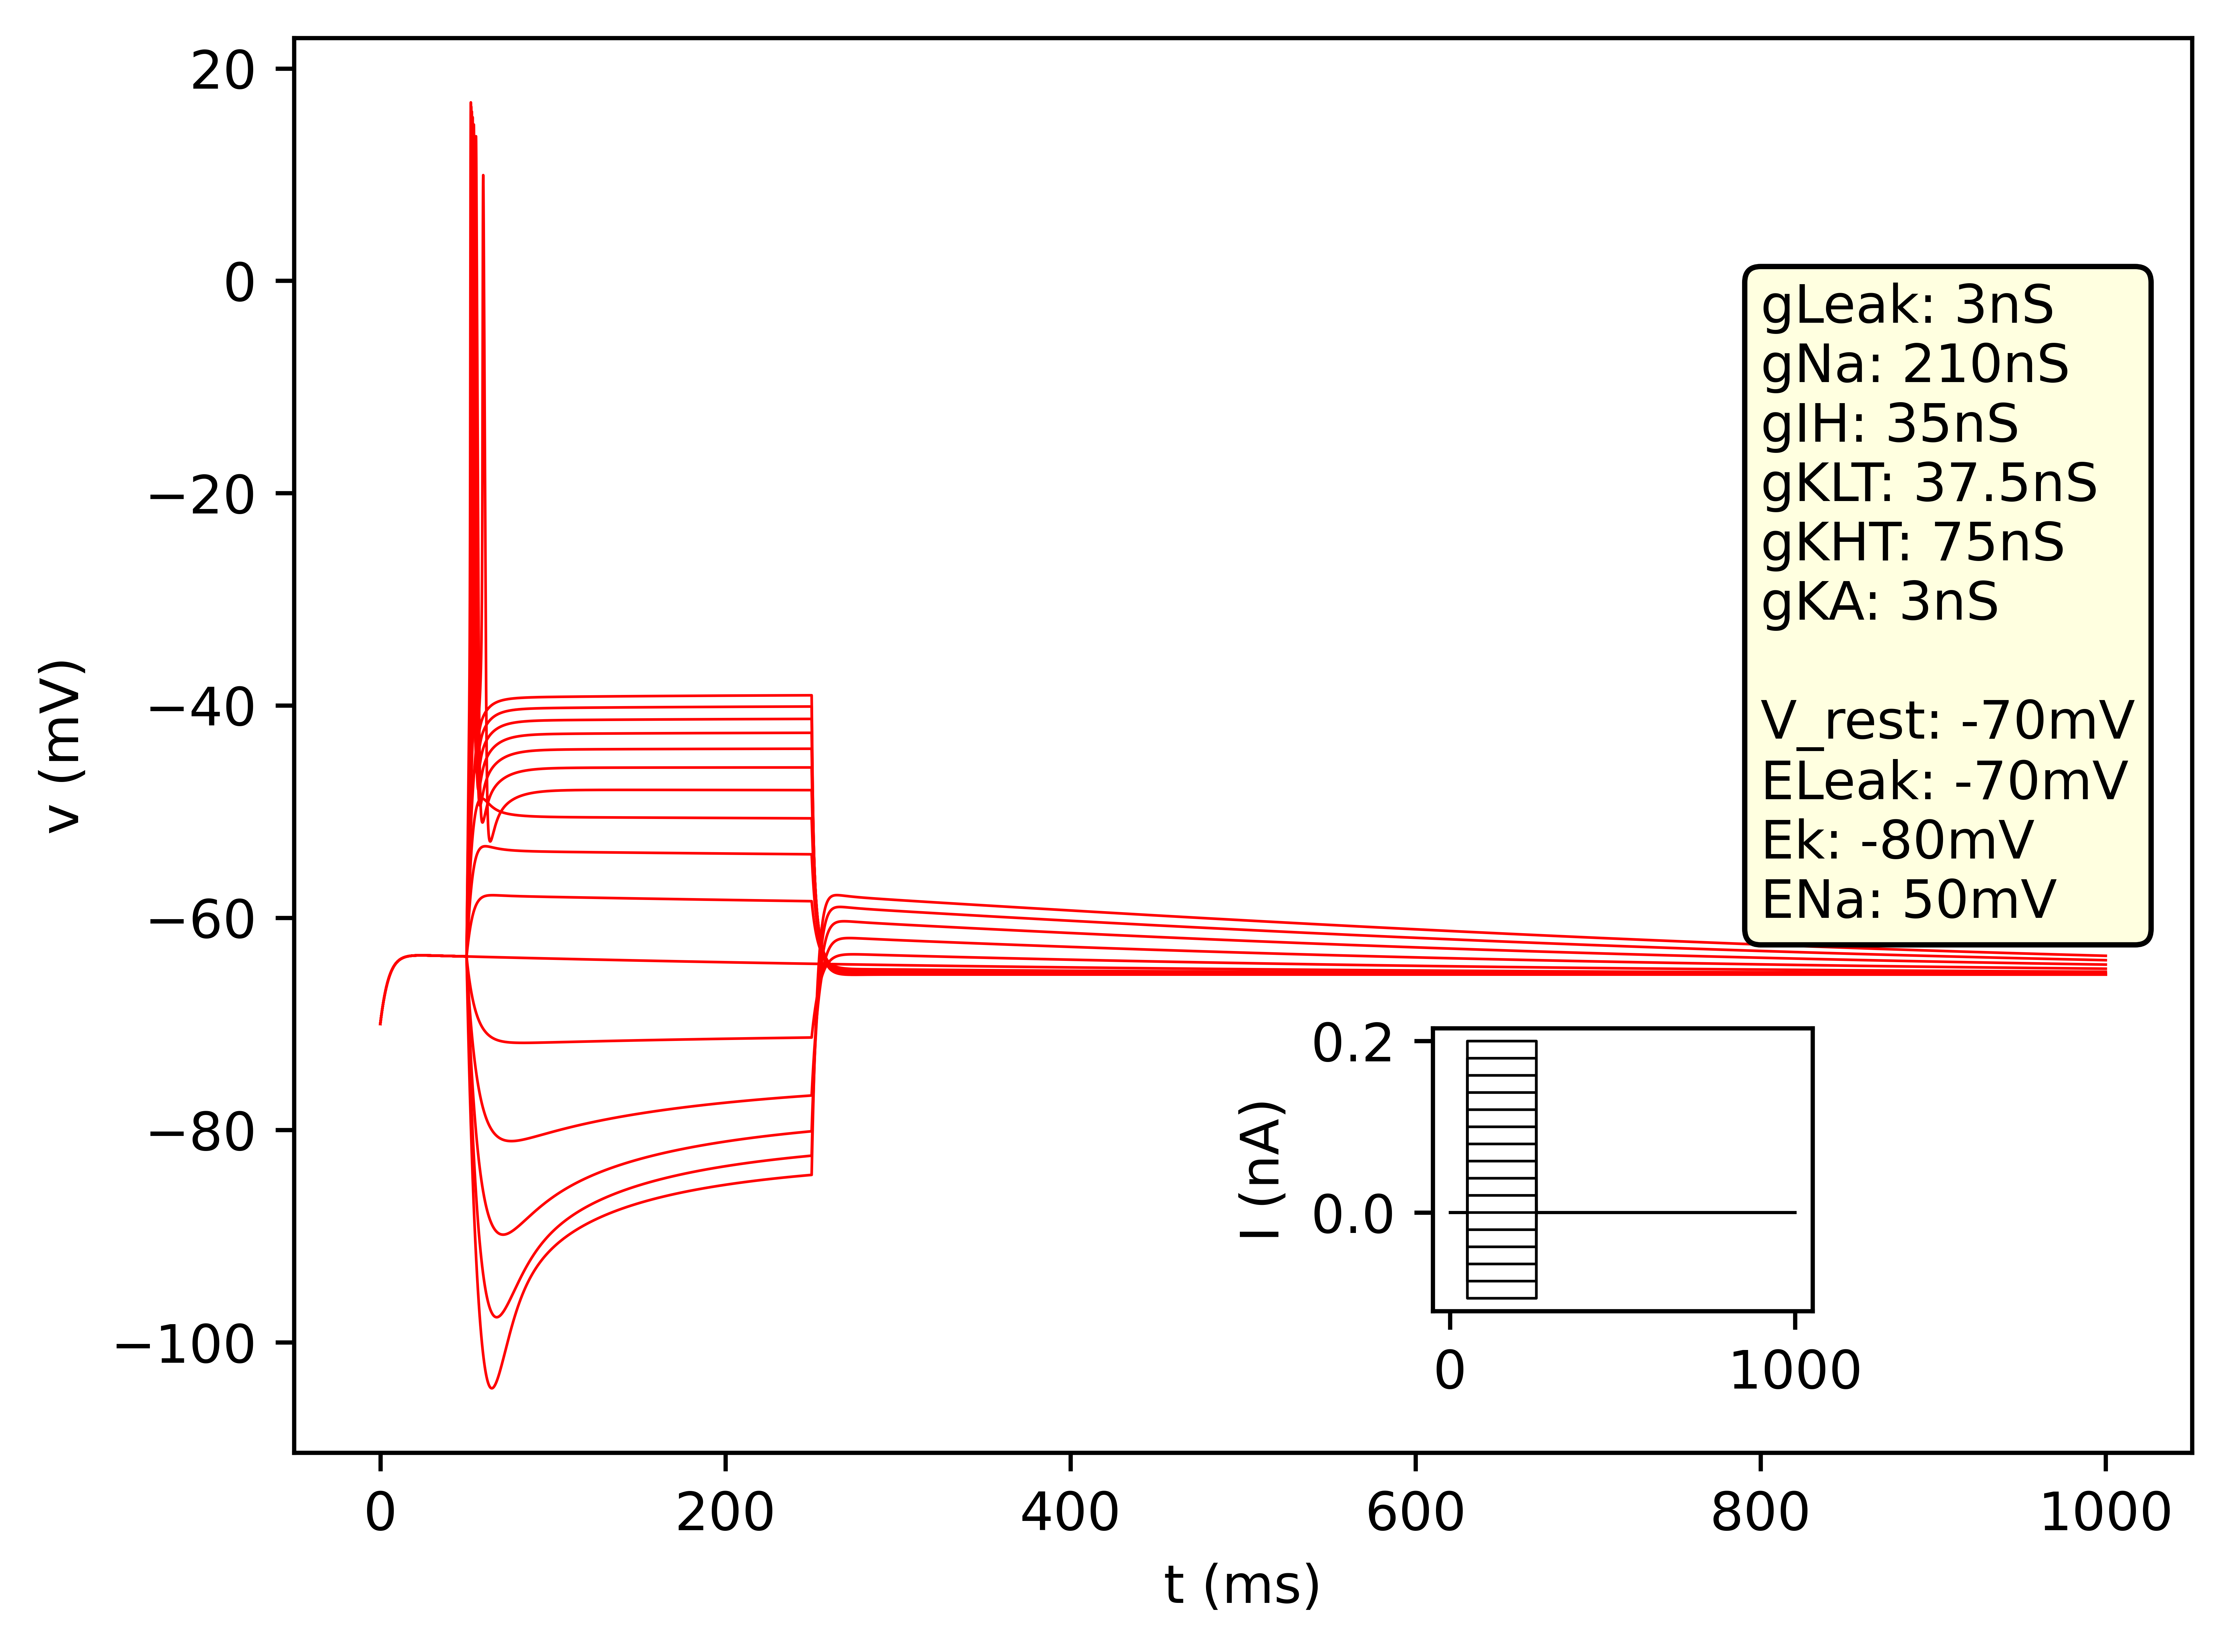 20
0
−20
−40
−60
−80
−100
v (mV)
gLeak: 3nS
gNa: 210nS
gIH: 35nS
gKLT: 37.5nS
gKHT: 75nS
gKA: 3nS
V_rest: -70mV
ELeak: -70mV
Ek: -80mV
ENa: 50mV
0.2
0.0
I (nA)
0 1000
0 200 400 600 800 1000
t (ms)